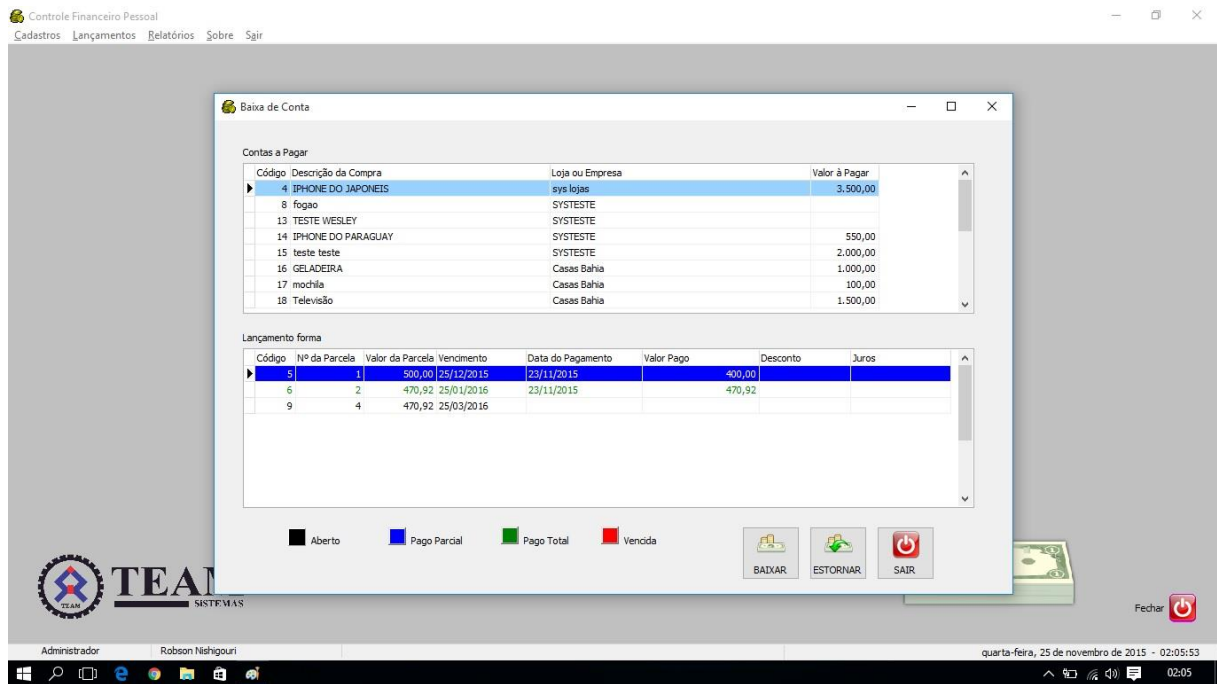 Controle Financeiro Pessoal
Cadastros Lançamentos Relatórios Sobre Sair
Baixa de Conta
Contas a Pagar
Código Descrição da Compra Loja ou Empresa Valor à Pagar
4 IPHONE DO JAPONEIS sys lojas 3.500,00
8 fogao SYSTESTE
13 TESTE WESLEY SYSTESTE
14 IPHONE DO PARAGUAY SYSTESTE 550,00
15 teste teste SYSTESTE 2.000,00
16 GELADEIRA Casas Bahia 1.000,00
17 mochila Casas Bahia 100,00
18 Televisão Casas Bahia 1.500,00
Lançamento forma
Código Nº da Parcela Valor da Parcela Vencimento Data do Pagamento Valor Pago Desconto Juros
5 1 500,00 25/12/2015 23/11/2015 400,00
6 2 470,92 25/01/2016 23/11/2015 470,92
9 4 470,92 25/03/2016
Aberto Pago Parcial Pago Total Vencida
BAIXAR ESTORNAR SAIR
TEAM
SISTEMAS
TEAM
Fechar
Administrador Robson Nishigouri quarta-feira, 25 de novembro de 2015 - 02:05:53
02:05